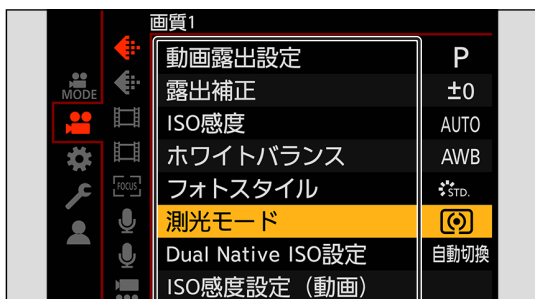 画質1
MODE
動画露出設定 P
露出補正 ±0
ISO感度 AUTO
ホワイトバランス AWB
フォトスタイル STD.
測光モード
Dual Native ISO設定 自動切換
ISO感度設定（動画）
FOCUS